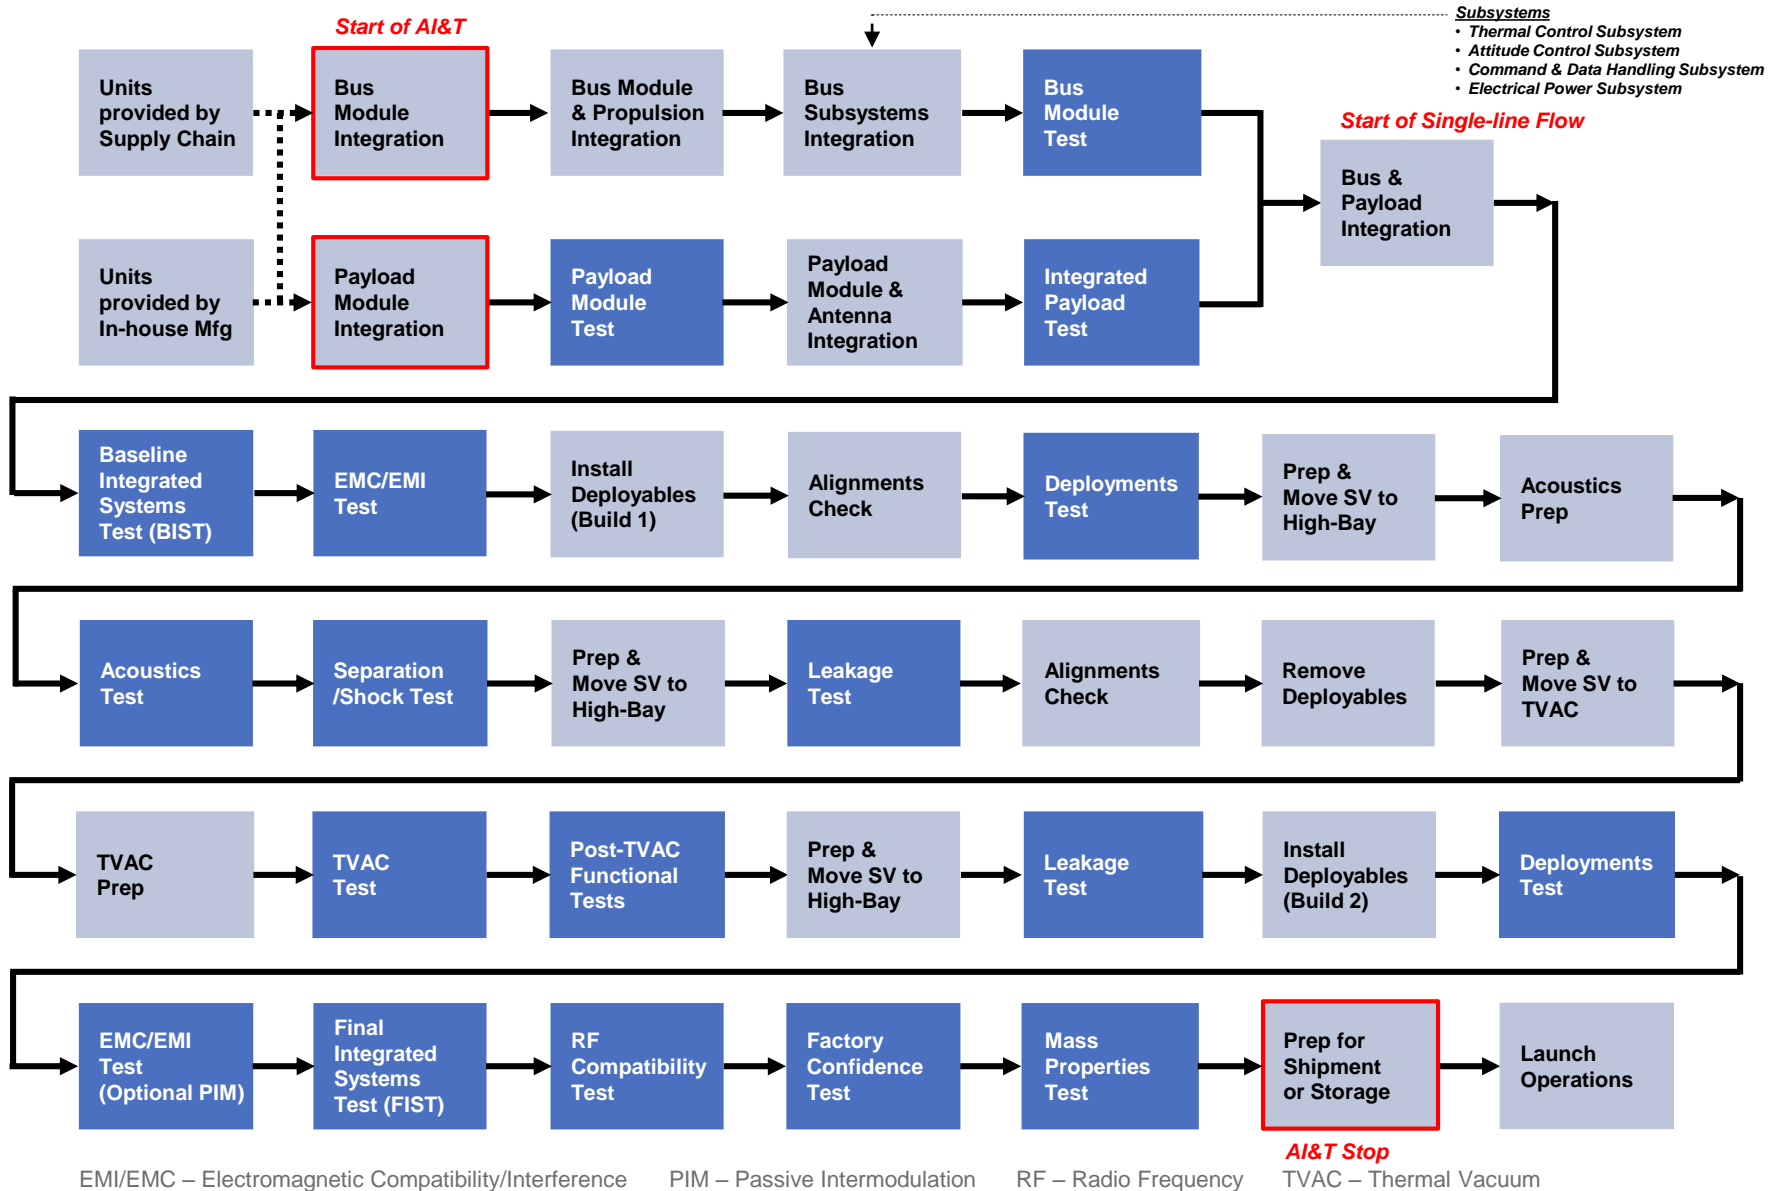 Start of AI&T
Subsystems
• Thermal Control Subsystem
• Attitude Control Subsystem
• Command & Data Handling Subsystem
• Electrical Power Subsystem
Units
provided by
Supply Chain
Bus
Module
Integration
Bus Module
& Propulsion
Integration
Bus
Subsystems
Integration
Bus
Module
Test
Start of Single-line Flow
Bus &
Payload
Integration
Units
provided by
In-house Mfg
Payload
Module
Integration
Payload
Module
Test
Payload
Module &
Antenna
Integration
Integrated
Payload
Test
Baseline
Integrated
Systems
Test (BIST)
EMC/EMI
Test
Install
Deployables
(Build 1)
Alignments
Check
Deployments
Test
Prep &
Move SV to
High-Bay
Acoustics
Prep
Acoustics
Test
Separation
/Shock Test
Prep &
Move SV to
High-Bay
Leakage
Test
Alignments
Check
Remove
Deployables
Prep &
Move SV to
TVAC
TVAC
Prep
TVAC
Test
Post-TVAC
Functional
Tests
Prep &
Move SV to
High-Bay
Leakage
Test
Install
Deployables
(Build 2)
Deployments
Test
EMC/EMI
Test
(Optional PIM)
Final
Integrated
Systems
Test (FIST)
RF
Compatibility
Test
Factory
Confidence
Test
Mass
Properties
Test
Prep for
Shipment
or Storage
Launch
Operations
AI&T Stop
EMI/EMC – Electromagnetic Compatibility/Interference PIM – Passive Intermodulation RF – Radio Frequency TVAC – Thermal Vacuum